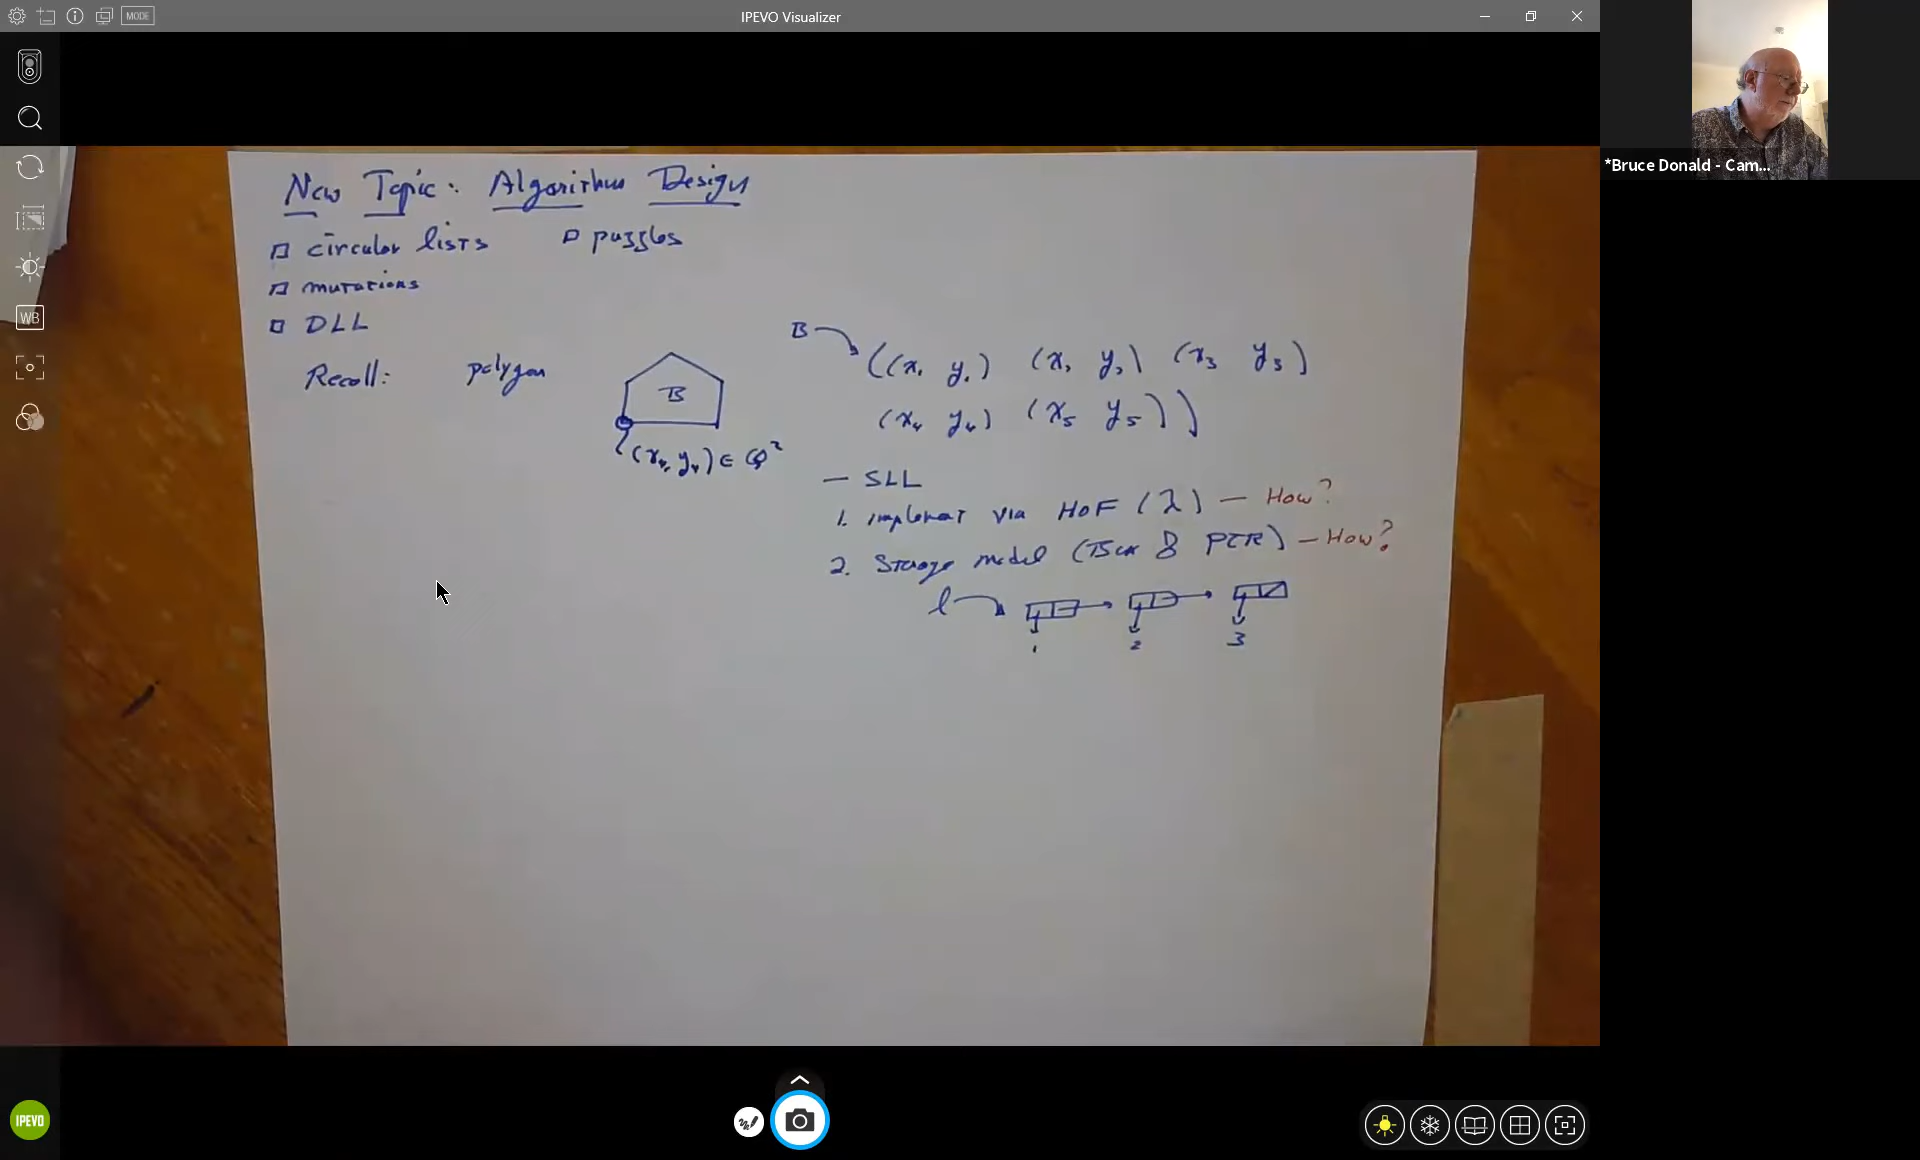 MODE
IPEVO Visualizer
*Bruce Donald - Cam...
New Topic: Algorithm Design
circular lists
puzzles
mutations
WB
DLL
Recall: polygon
B
B
((x₁ y₁) (x₂ y₂) (x₃ y₃)
(x₄ y₄) (x₅ y₅))
(x₄, y₄) ∈ Q²
— SLL
1. implement via HOF (λ) — How?
2. Storage model (Box & PTR) — How?
l
1 2 3
IPEVO